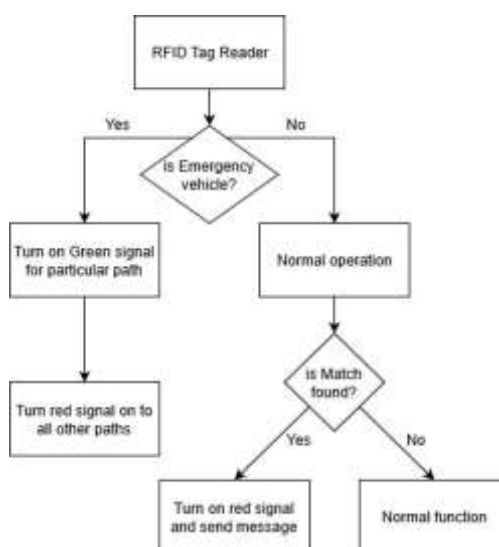 RFID Tag Reader
Yes
No
is Emergency
vehicle?
Turn on Green signal
for particular path
Normal operation
is Match
found?
Turn red signal on to
all other paths
Yes
No
Turn on red signal
and send message
Normal function